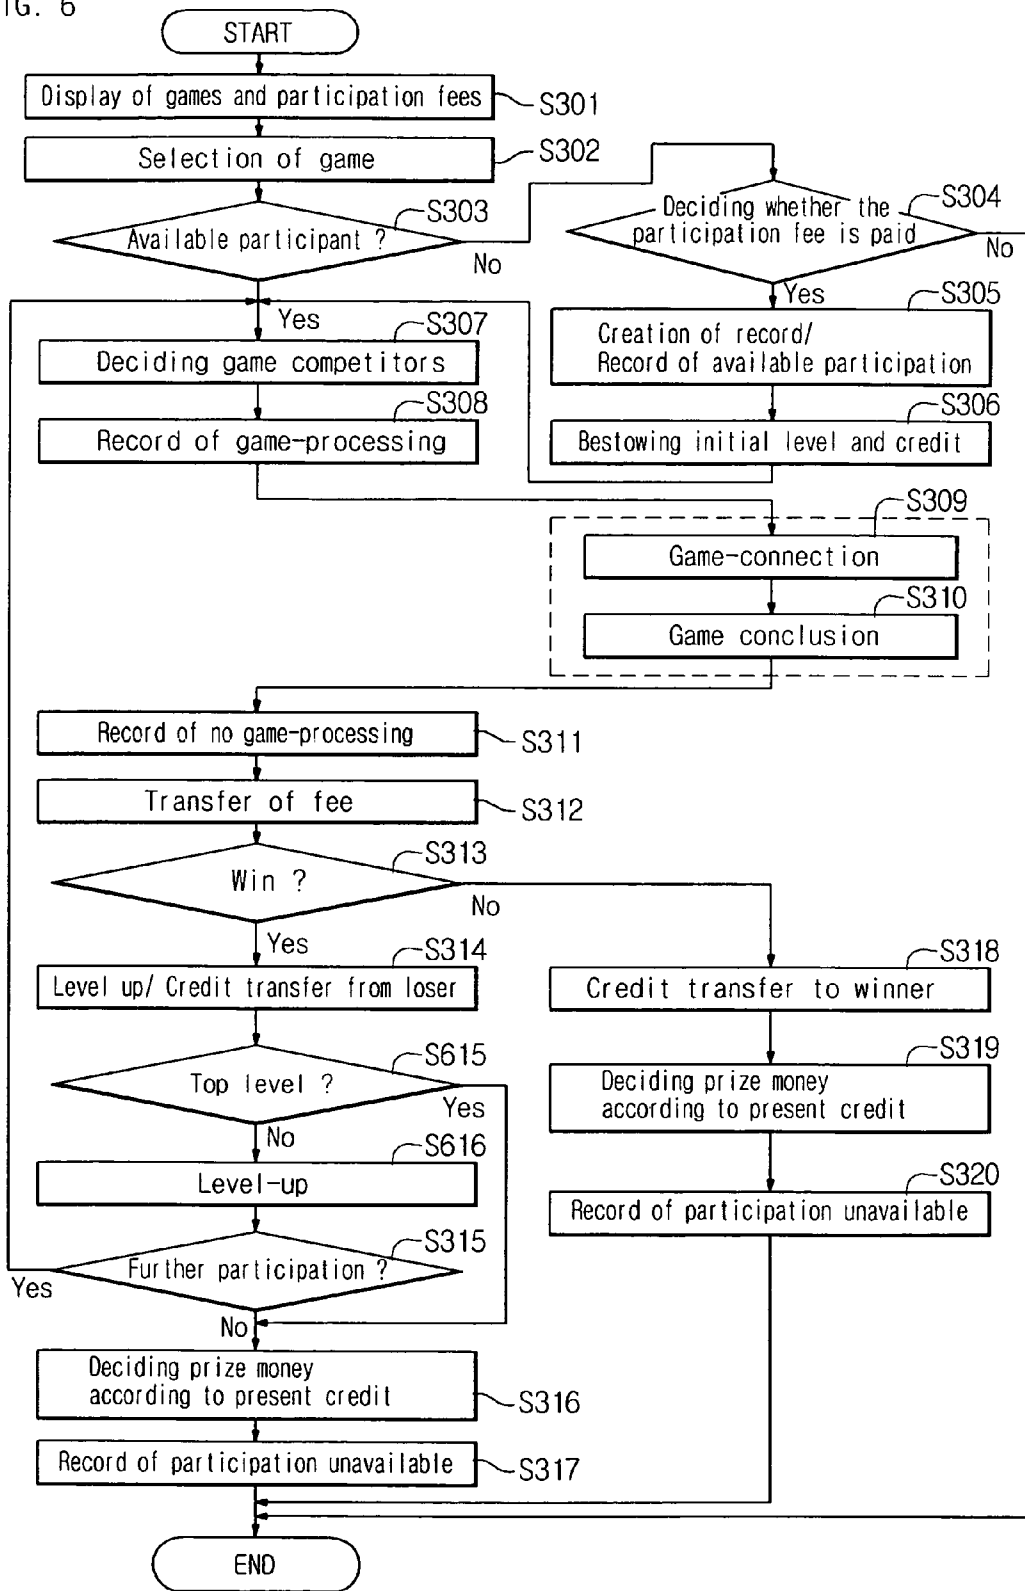 IG. 6
START
Display of games and participation fees
S301
Selection of game
S302
Available participant ?
S303
No
Deciding whether the
participation fee is paid
S304
No
Yes
Yes
S305
Creation of record/
Record of available participation
S307
Deciding game competitors
S306
Bestowing initial level and credit
S308
Record of game-processing
S309
Game-connection
S310
Game conclusion
Record of no game-processing
S311
Transfer of fee
S312
S313
Win ?
No
Yes
S314
Level up/ Credit transfer from loser
S318
Credit transfer to winner
S615
Top level ?
Yes
No
S319
Deciding prize money
according to present credit
S616
Level-up
S320
Record of participation unavailable
S315
Further participation ?
Yes
No
Deciding prize money
according to present credit
S316
Record of participation unavailable
S317
END